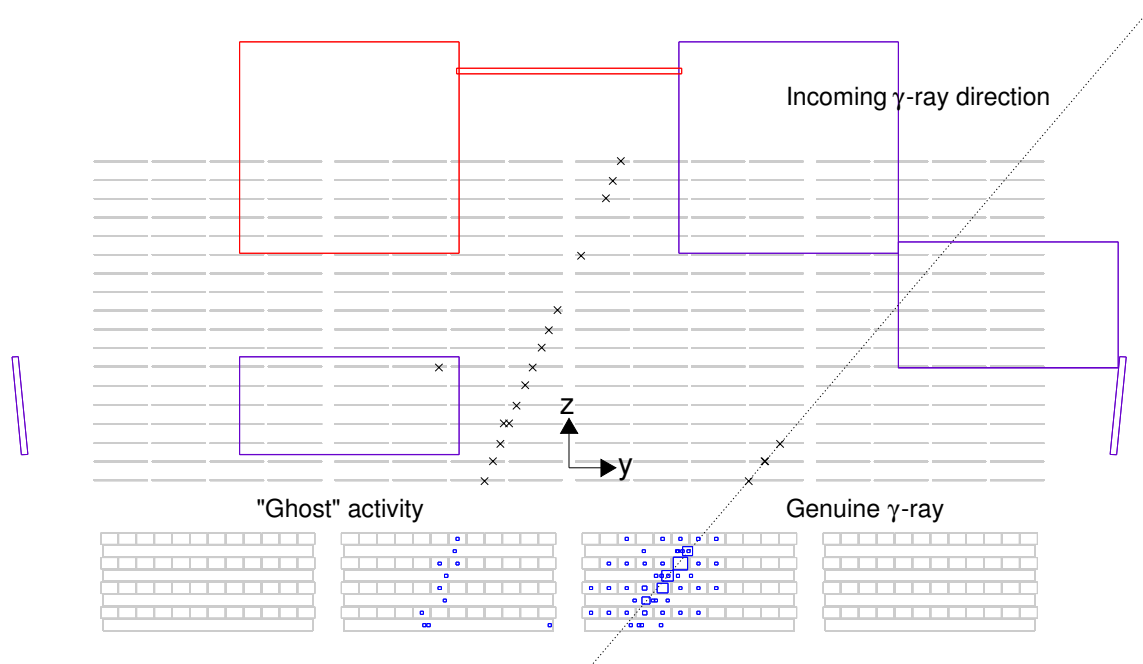 Incoming γ-ray direction
z
y
"Ghost" activity
Genuine γ-ray